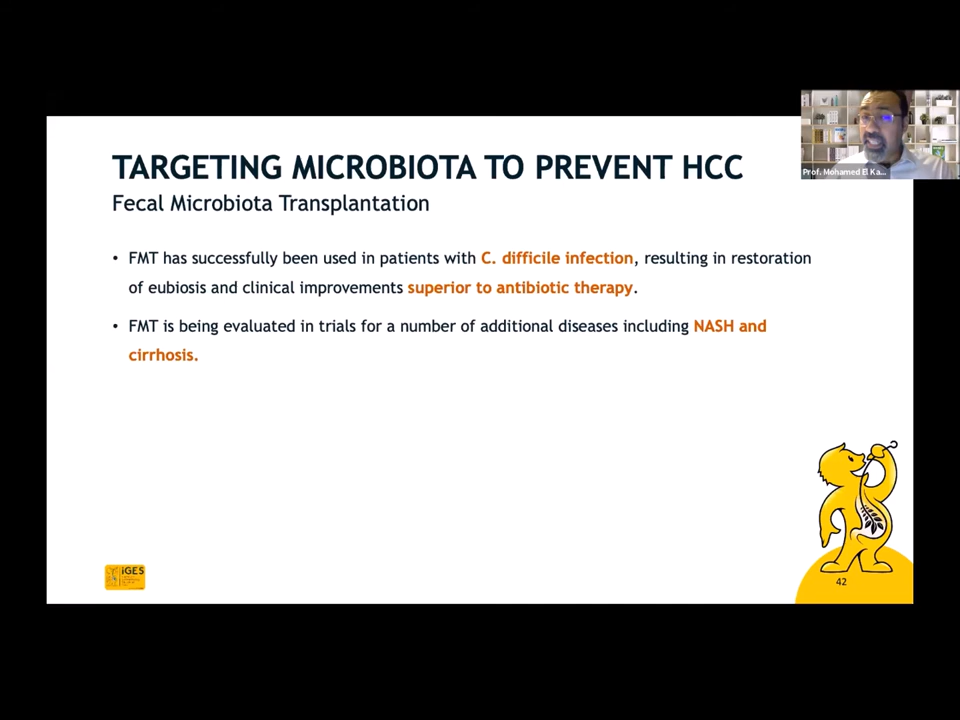 TARGETING MICROBIOTA TO PREVENT HCC
Prof. Mohamed El Ka...
Fecal Microbiota Transplantation
• FMT has successfully been used in patients with C. difficile infection, resulting in restoration
of eubiosis and clinical improvements superior to antibiotic therapy.
• FMT is being evaluated in trials for a number of additional diseases including NASH and
cirrhosis.
iGES
42